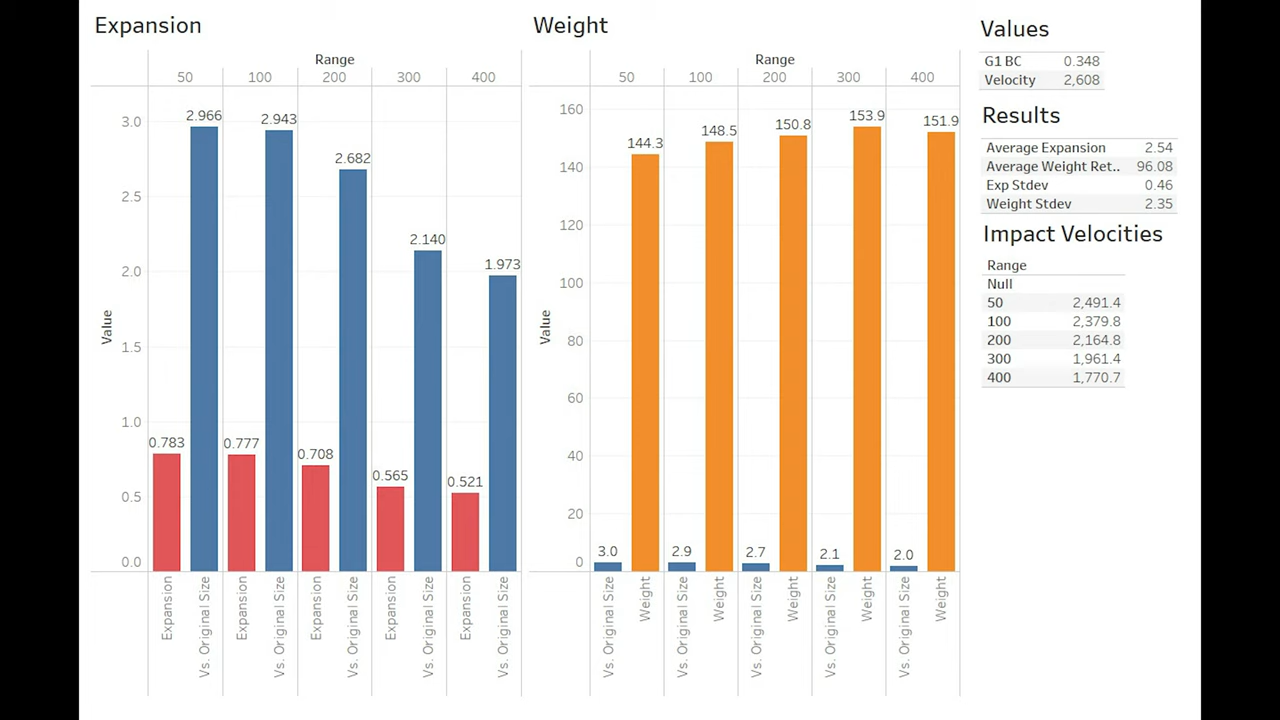 Expansion
Range
50 100 200 300 400
Value
3.0
2.5
2.0
1.5
1.0
0.5
0.0
2.966
2.943
2.682
2.140
1.973
0.783
0.777
0.708
0.565
0.521
Expansion
Vs. Original Size
Expansion
Vs. Original Size
Expansion
Vs. Original Size
Expansion
Vs. Original Size
Expansion
Vs. Original Size
Weight
Range
50 100 200 300 400
Value
160
140
120
100
80
60
40
20
0
144.3
148.5
150.8
153.9
151.9
3.0
2.9
2.7
2.1
2.0
Vs. Original Size
Weight
Vs. Original Size
Weight
Vs. Original Size
Weight
Vs. Original Size
Weight
Vs. Original Size
Weight
Values
G1 BC 0.348
Velocity 2,608
Results
Average Expansion 2.54
Average Weight Ret.. 96.08
Exp Stdev 0.46
Weight Stdev 2.35
Impact Velocities
Range
Null
50 2,491.4
100 2,379.8
200 2,164.8
300 1,961.4
400 1,770.7